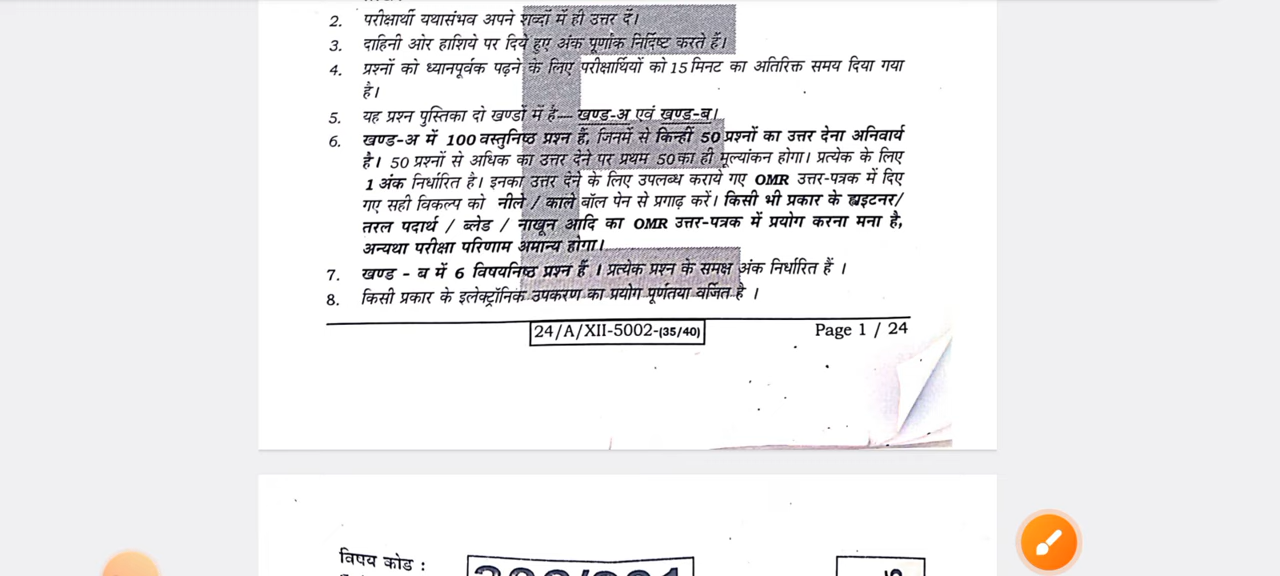 2. परीक्षार्थी यथासंभव अपने शब्दों में ही उत्तर दें।
3. दाहिनी ओर हाशिये पर दिये हुए अंक पूर्णांक निर्दिष्ट करते हैं।
4. प्रश्नों को ध्यानपूर्वक पढ़ने के लिए परीक्षार्थियों को 15 मिनट का अतिरिक्त समय दिया गया
है।
5. यह प्रश्न पुस्तिका दो खण्डों में है— खण्ड-अ एवं खण्ड-ब।
6. खण्ड-अ में 100 वस्तुनिष्ठ प्रश्न हैं, जिनमें से किन्हीं 50 प्रश्नों का उत्तर देना अनिवार्य
है। 50 प्रश्नों से अधिक का उत्तर देने पर प्रथम 50 का ही मूल्यांकन होगा। प्रत्येक के लिए
1 अंक निर्धारित है। इनका उत्तर देने के लिए उपलब्ध कराये गए OMR उत्तर-पत्रक में दिए
गए सही विकल्प को नीले / काले बॉल पेन से प्रगाढ़ करें। किसी भी प्रकार के ह्वाइटनर/
तरल पदार्थ / ब्लेड / नाखून आदि का OMR उत्तर-पत्रक में प्रयोग करना मना है,
अन्यथा परीक्षा परिणाम अमान्य होगा।
7. खण्ड - ब में 6 विषयनिष्ठ प्रश्न हैं । प्रत्येक प्रश्न के समक्ष अंक निर्धारित हैं ।
8. किसी प्रकार के इलेक्ट्रॉनिक उपकरण का प्रयोग पूर्णतया वर्जित है ।
24/A/XII-5002-(35/40)
Page 1 / 24
विषय कोड :